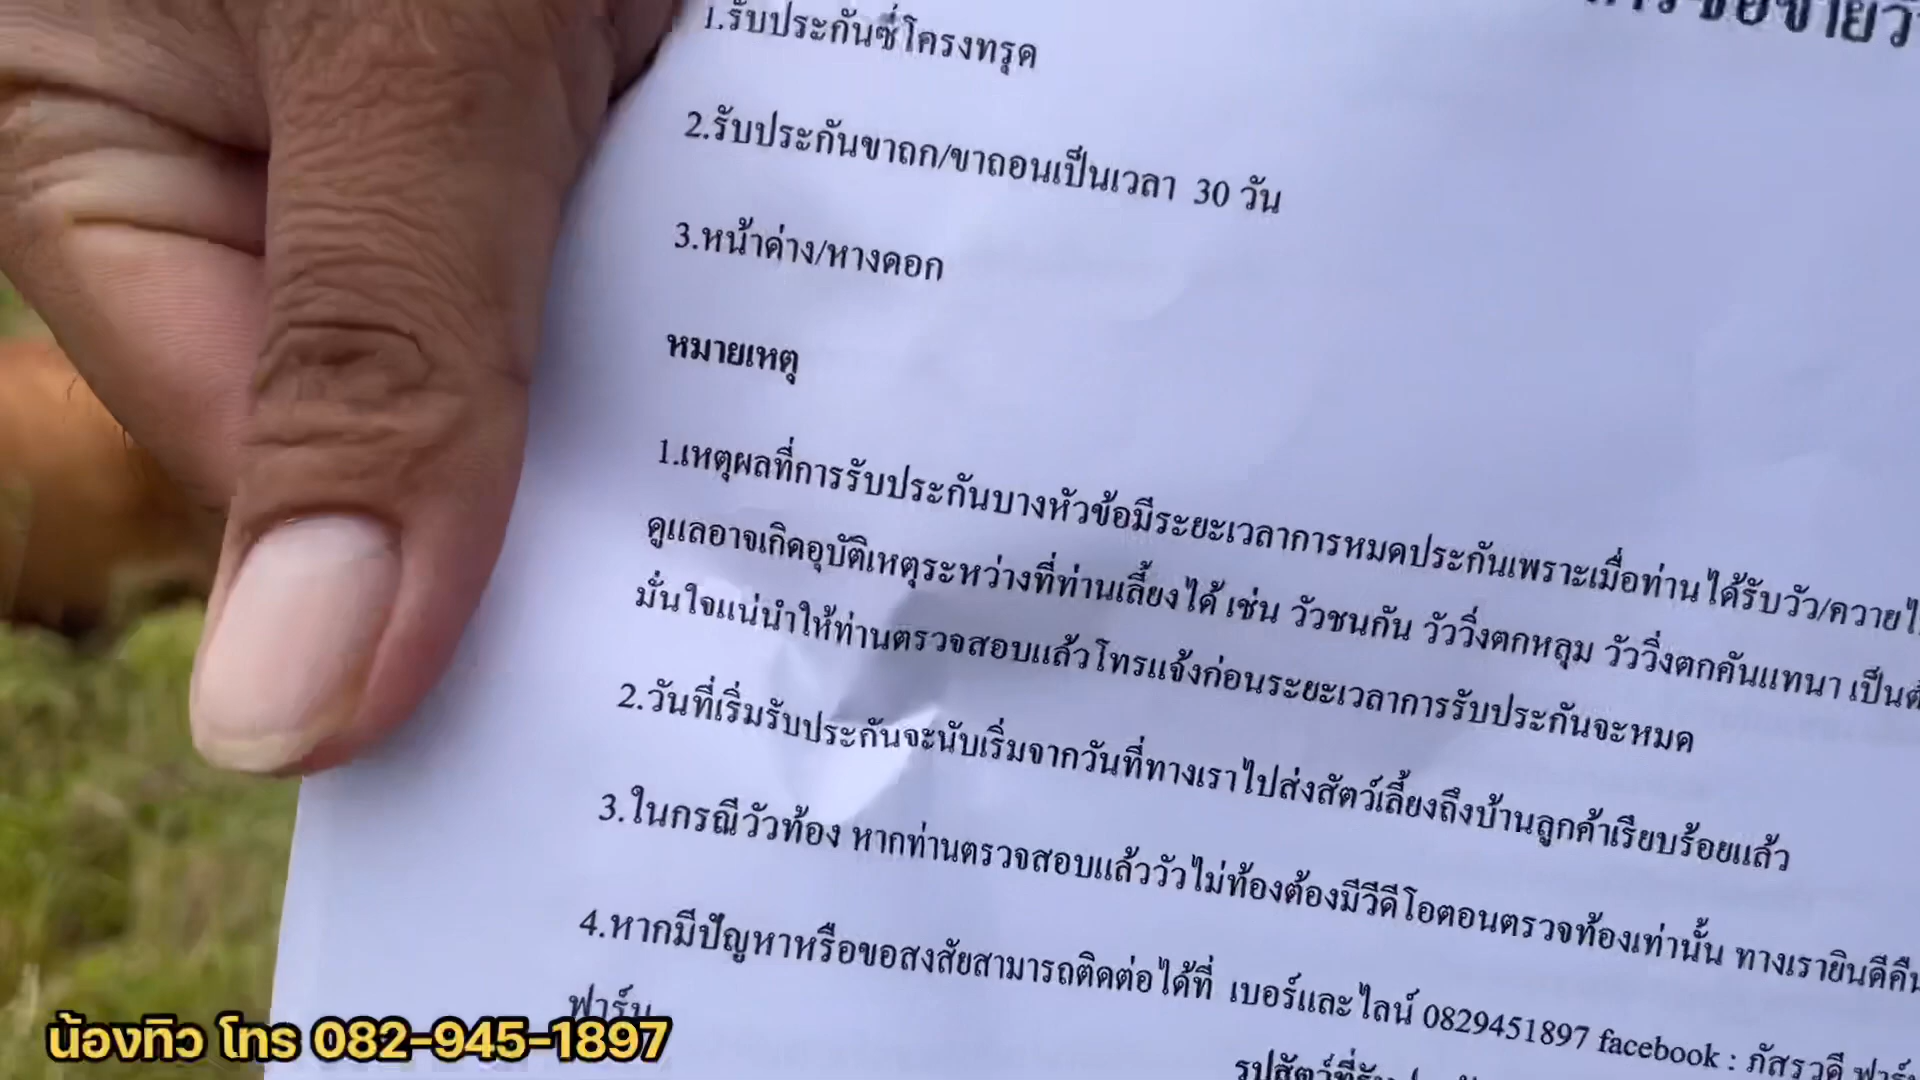 1.รับประกันซี่โครงทรุด
2.รับประกันขาถก/ขาถอนเป็นเวลา 30 วัน
3.หน้าค่าง/หางดอก
หมายเหตุ
1.เหตุผลที่การรับประกันบางหัวข้อมีระยะเวลาการหมดประกันเพราะเมื่อท่านได้รับวัว/ควาย
ดูแลอาจเกิดอุบัติเหตุระหว่างที่ท่านเลี้ยงได้ เช่น วัวชนกัน วัววิ่งตกหลุม วัววิ่งตกคันแทนา เป็น
มั่นใจแน่นำให้ท่านตรวจสอบแล้วโทรแจ้งก่อนระยะเวลาการรับประกันจะหมด
2.วันที่เริ่มรับประกันจะนับเริ่มจากวันที่ทางเราไปส่งสัตว์เลี้ยงถึงบ้านลูกค้าเรียบร้อยแล้ว
3.ในกรณีวัวท้อง หากท่านตรวจสอบแล้ววัวไม่ท้องต้องมีวีดีโอตอนตรวจท้องเท่านั้น ทางเรายินดี
4.หากมีปัญหาหรือขอสงสัยสามารถติดต่อได้ที่ เบอร์และไลน์ 0829451897 facebook : ภัสรวดี ฟาร์ม
ฟาร์ม
น้องทิว โทร 082-945-1897